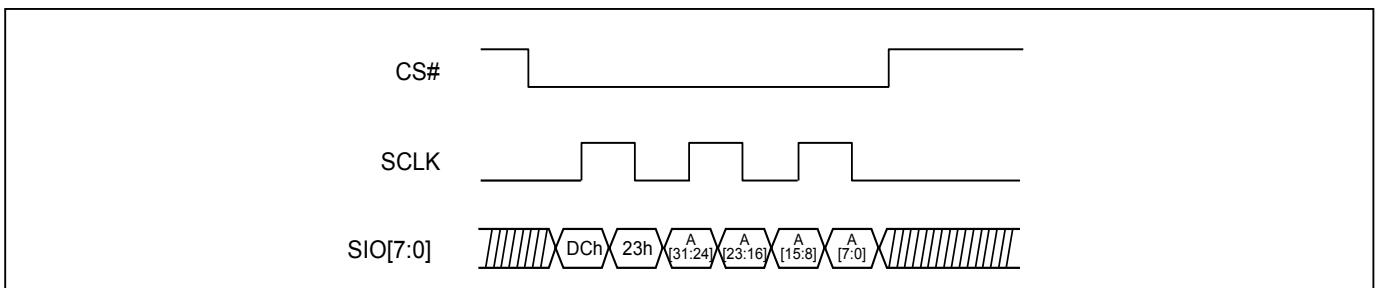 CS#
SCLK
SIO[7:0]
DCh
23h
A
[31:24]
A
[23:16]
A
[15:8]
A
[7:0]